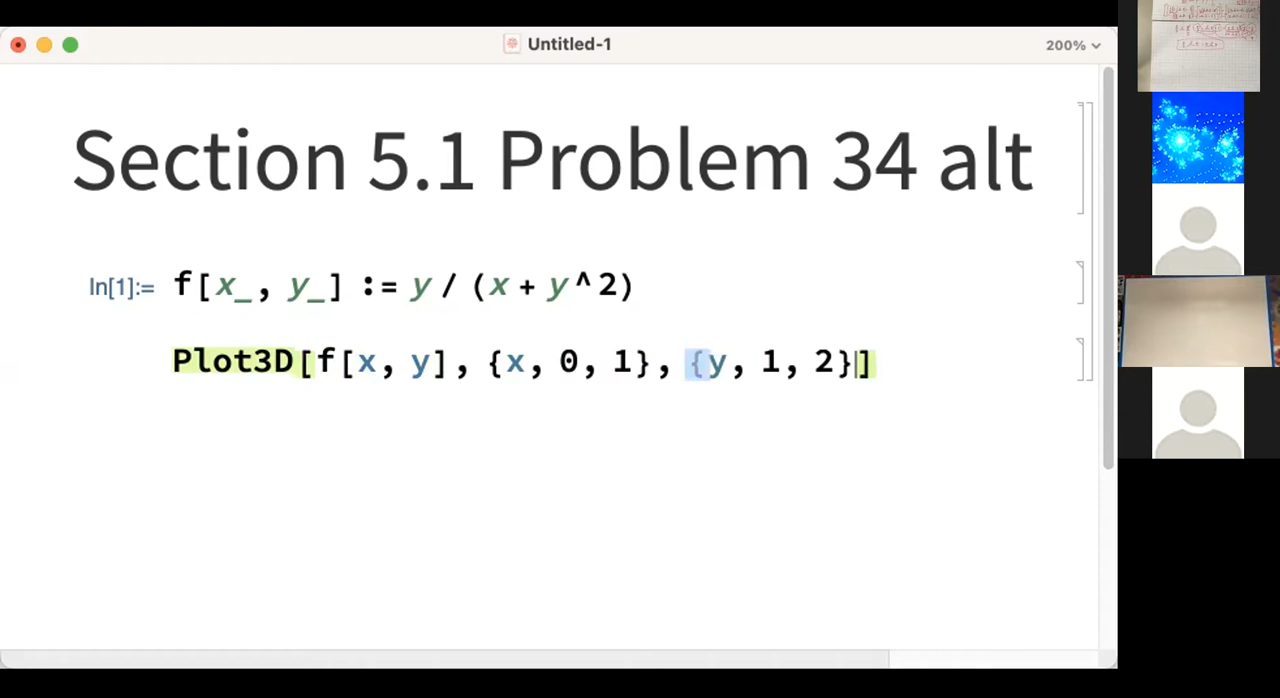 Untitled-1
200%
Section 5.1 Problem 34 alt
In[1]:= f[x_, y_] := y / (x + y^2)
Plot3D[f[x, y], {x, 0, 1}, {y, 1, 2}]